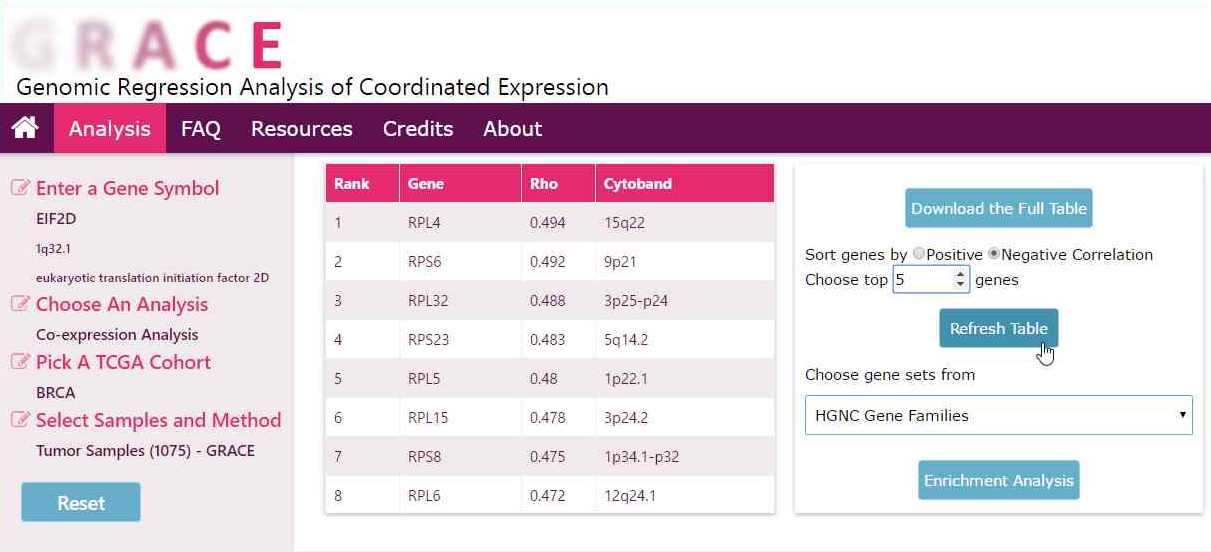 GRACE
Genomic Regression Analysis of Coordinated Expression
Analysis FAQ Resources Credits About
Enter a Gene Symbol
EIF2D
1q32.1
eukaryotic translation initiation factor 2D
Choose An Analysis
Co-expression Analysis
Pick A TCGA Cohort
BRCA
Select Samples and Method
Tumor Samples (1075) - GRACE
Reset
Rank Gene Rho Cytoband
1 RPL4 0.494 15q22
2 RPS6 0.492 9p21
3 RPL32 0.488 3p25-p24
4 RPS23 0.483 5q14.2
5 RPL5 0.48 1p22.1
6 RPL15 0.478 3p24.2
7 RPS8 0.475 1p34.1-p32
8 RPL6 0.472 12q24.1
Download the Full Table
Sort genes by Positive Negative Correlation
Choose top 5 genes
Refresh Table
Choose gene sets from
HGNC Gene Families
Enrichment Analysis